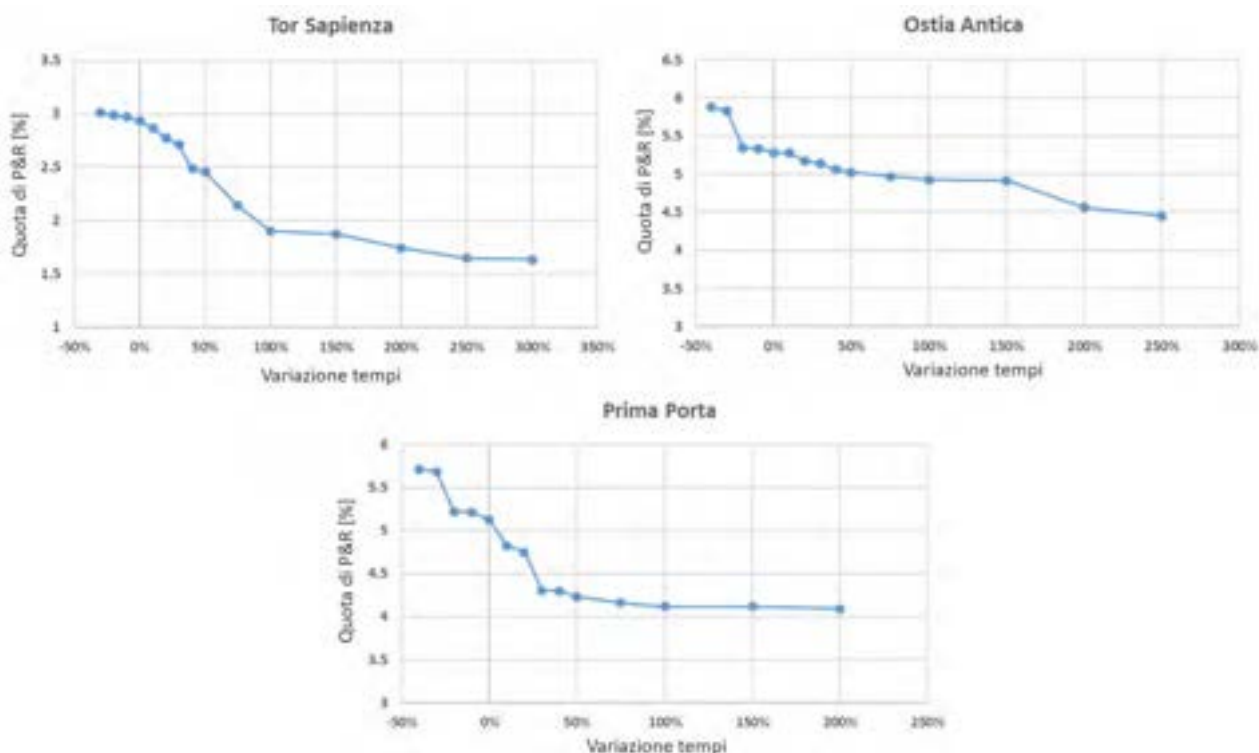 Tor Sapienza
Quota di P&R [%]
3.5
3
2.5
2
1.5
1
-50% 0% 50% 100% 150% 200% 250% 300% 350%
Variazione tempi
Ostia Antica
Quota di P&R [%]
6.5
6
5.5
5
4.5
4
3.5
3
-50% 0% 50% 100% 150% 200% 250% 300%
Variazione tempi
Prima Porta
Quota di P&R [%]
6
5.5
5
4.5
4
3.5
3
-50% 0% 50% 100% 150% 200% 250%
Variazione tempi